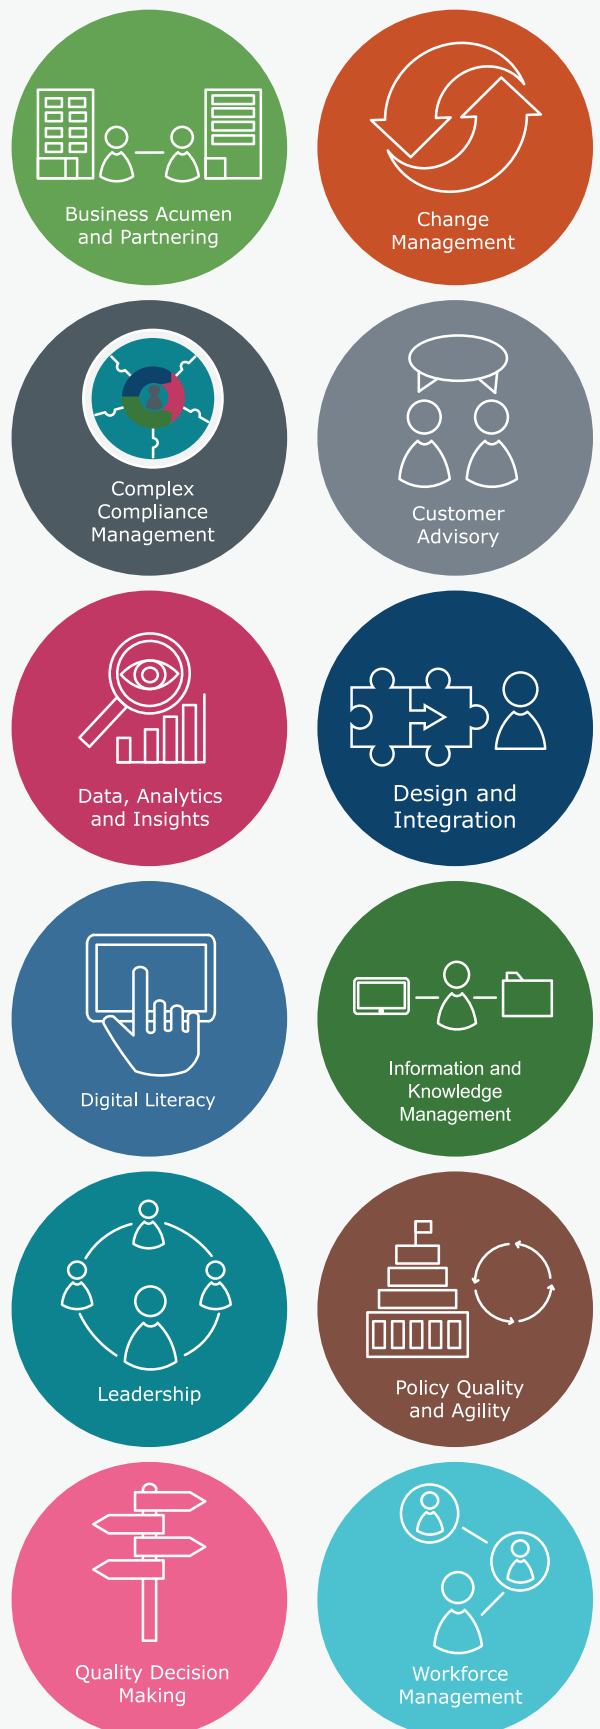 Business Acumen
and Partnering
Change
Management
Complex
Compliance
Management
Customer
Advisory
Data, Analytics
and Insights
Design and
Integration
Digital Literacy
Information and
Knowledge
Management
Leadership
Policy Quality
and Agility
Quality Decision
Making
Workforce
Management